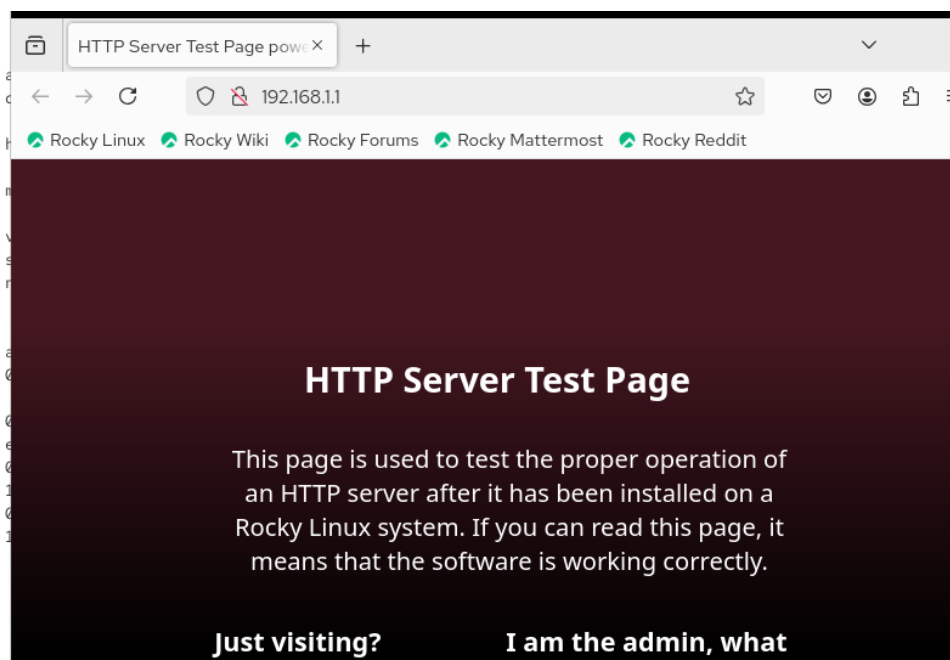 HTTP Server Test Page powe
192.168.1.1
Rocky Linux Rocky Wiki Rocky Forums Rocky Mattermost Rocky Reddit
HTTP Server Test Page
This page is used to test the proper operation of
an HTTP server after it has been installed on a
Rocky Linux system. If you can read this page, it
means that the software is working correctly.
Just visiting? I am the admin, what